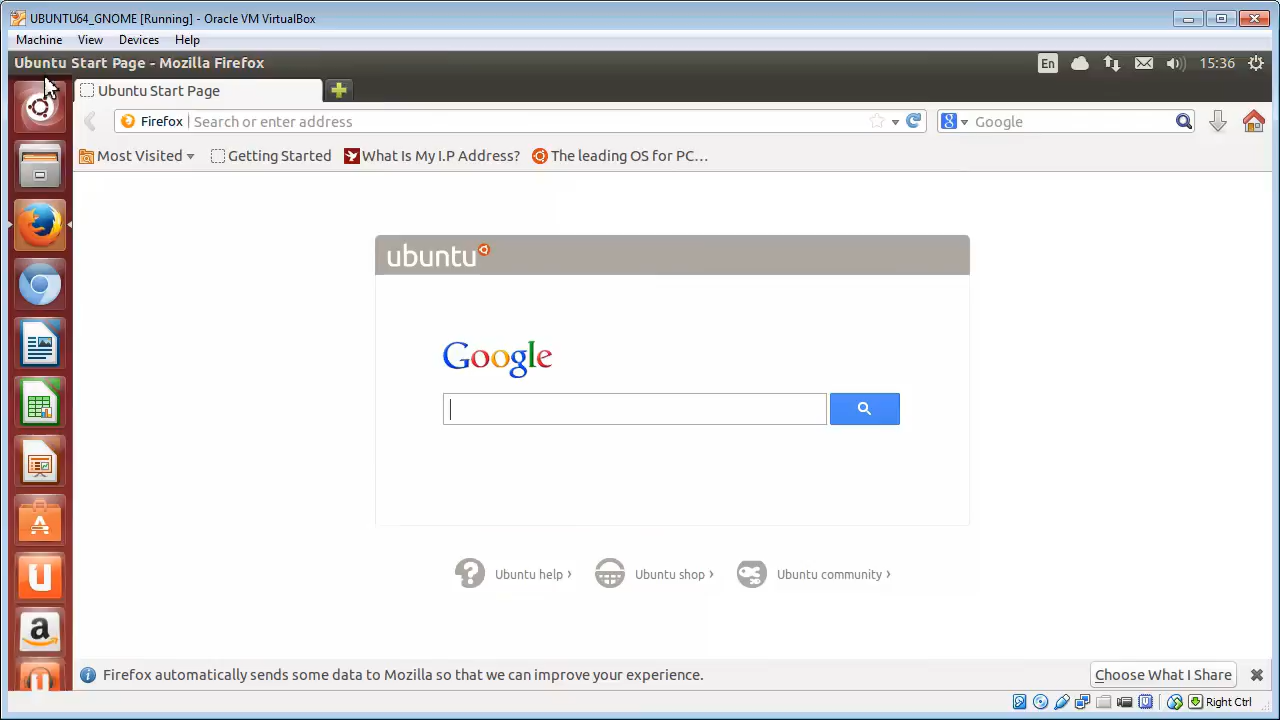 UBUNTU64_GNOME [Running] - Oracle VM VirtualBox
Machine View Devices Help
Ubuntu Start Page - Mozilla Firefox En 15:36
Ubuntu Start Page
Firefox Search or enter address Google
Most Visited Getting Started What Is My I.P Address? The leading OS for PC...
ubuntu
Google
Ubuntu help › Ubuntu shop › Ubuntu community ›
Firefox automatically sends some data to Mozilla so that we can improve your experience. Choose What I Share
Right Ctrl